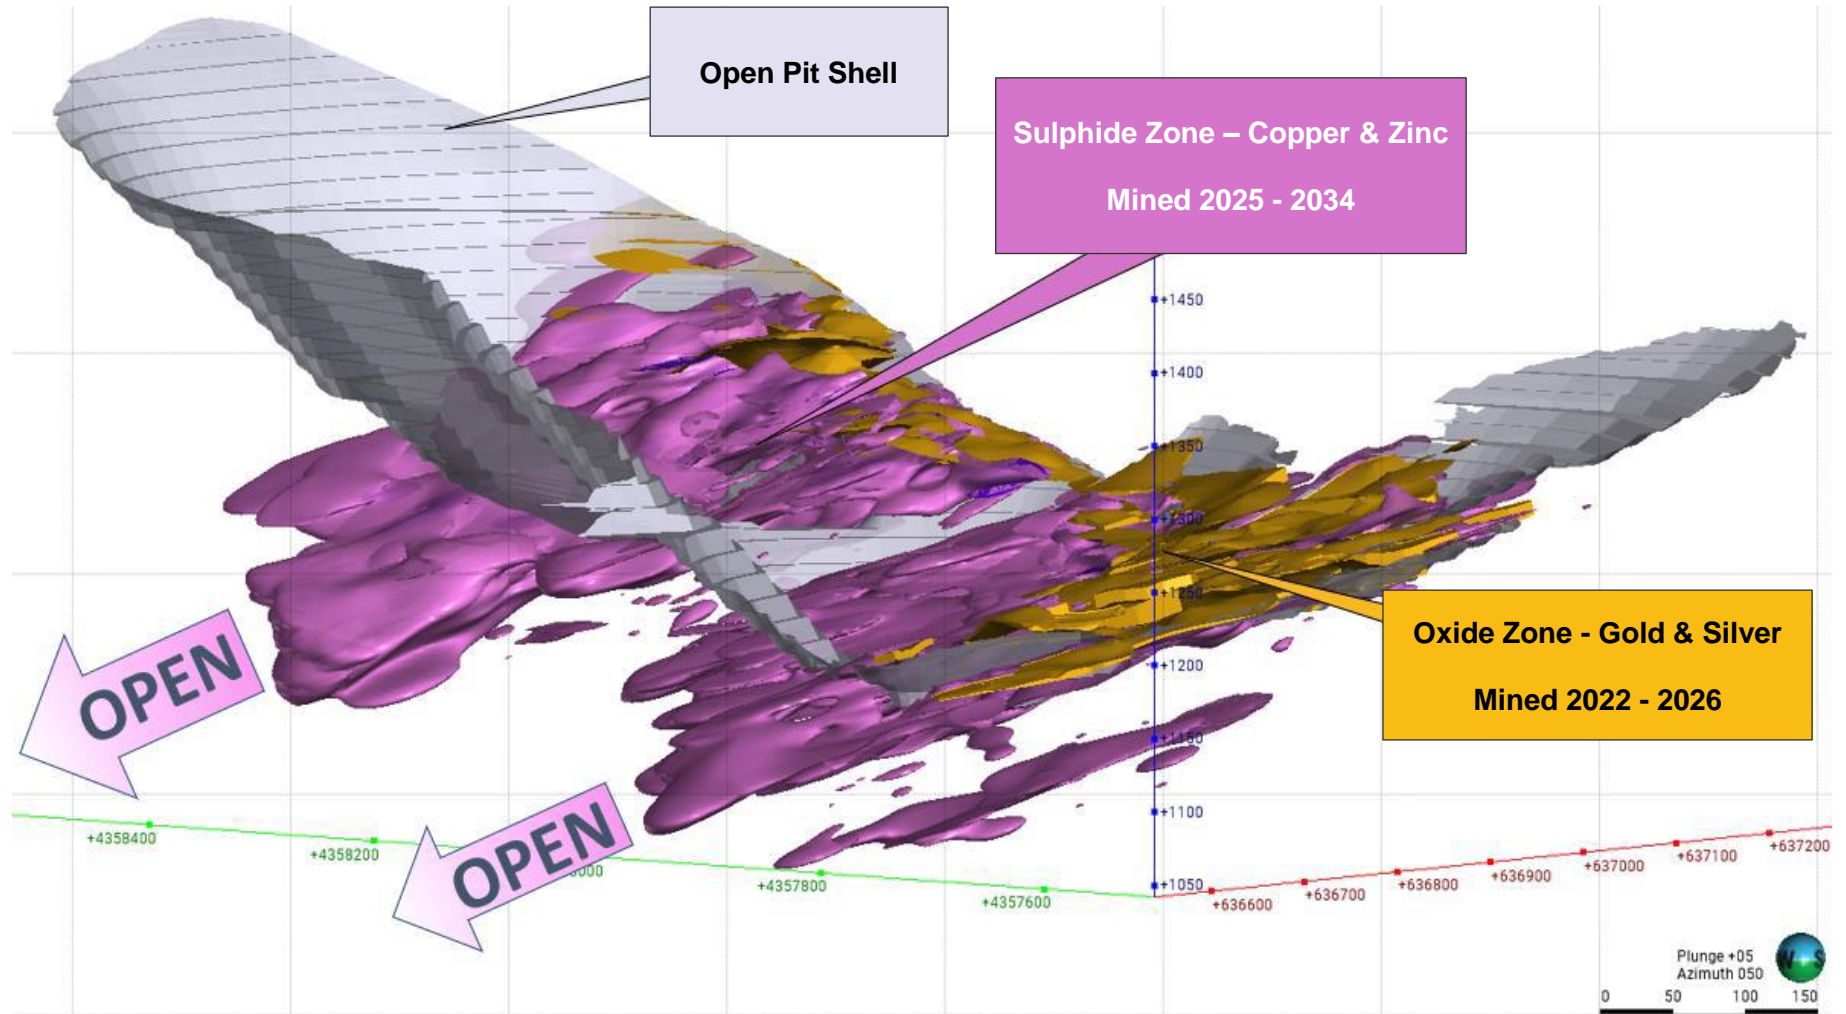 Open Pit Shell
Sulphide Zone – Copper & Zinc
Mined 2025 - 2034
+1450
+1400
+1350
+1300
+1250
Oxide Zone - Gold & Silver
Mined 2022 - 2026
+1200
+1150
+1100
+1050
OPEN
OPEN
+4358400
+4358200
+4357800
+4357600
+636600
+636700
+636800
+636900
+637000
+637100
+637200
Plunge +05
Azimuth 050
W S
0 50 100 150